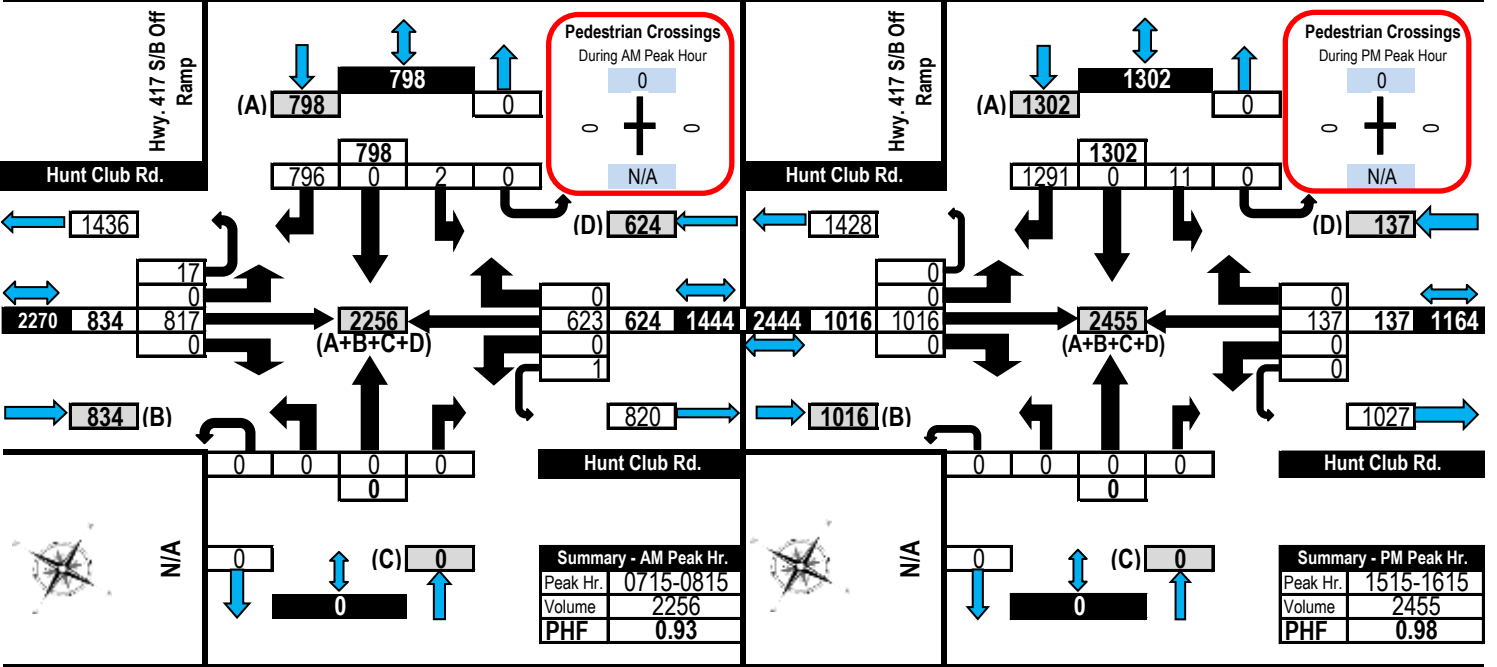 Hwy. 417 S/B Off
Ramp
Hunt Club Rd.
798
(A) 798
0
798
796 0 2 0
Pedestrian Crossings
During AM Peak Hour
0
0 0
N/A
1436
(D) 624
17
0
2270 834 817
0
2256
(A+B+C+D)
0
623 624 1444
0
1
834 (B)
820
0 0 0 0
0
Hunt Club Rd.
N/A
0
(C) 0
0
Summary - AM Peak Hr.
Peak Hr. 0715-0815
Volume 2256
PHF 0.93
Hwy. 417 S/B Off
Ramp
Hunt Club Rd.
1302
(A) 1302
0
1302
1291 0 11 0
Pedestrian Crossings
During PM Peak Hour
0
0 0
N/A
1428
(D) 137
0
0
2444 1016 1016
0
2455
(A+B+C+D)
0
137 137 1164
0
0
1016 (B)
1027
0 0 0 0
0
Hunt Club Rd.
N/A
0
(C) 0
0
Summary - PM Peak Hr.
Peak Hr. 1515-1615
Volume 2455
PHF 0.98